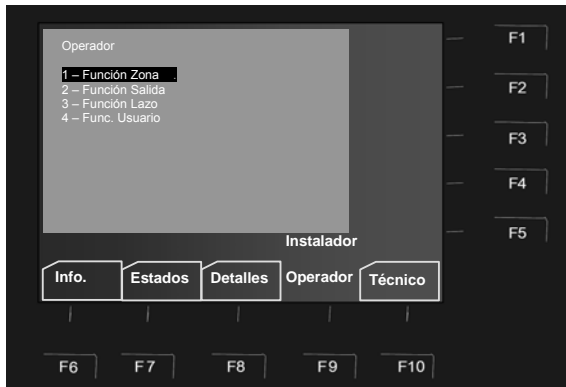 Operador
1 – Función Zona .
2 – Función Salida
3 – Función Lazo
4 – Func. Usuario
Instalador
Info. Estados Detalles Operador Técnico
F1
F2
F3
F4
F5
F6 F7 F8 F9 F10